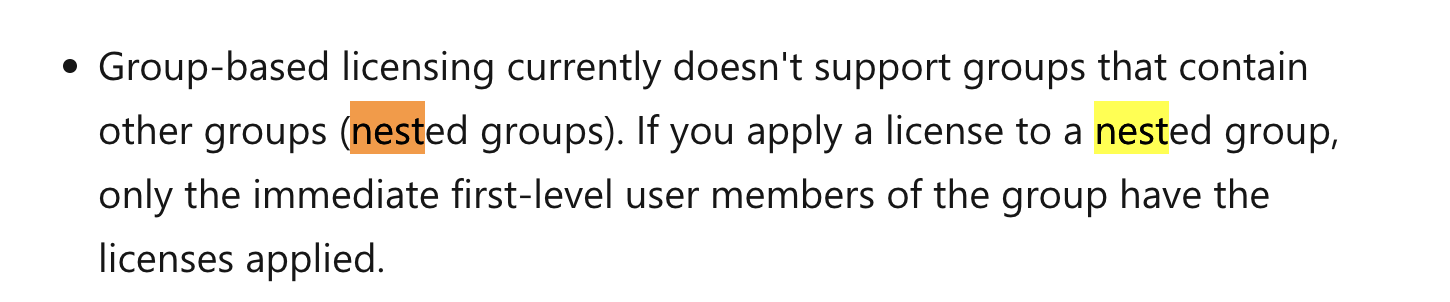 • Group-based licensing currently doesn't support groups that contain
other groups (nested groups). If you apply a license to a nested group,
only the immediate first-level user members of the group have the
licenses applied.